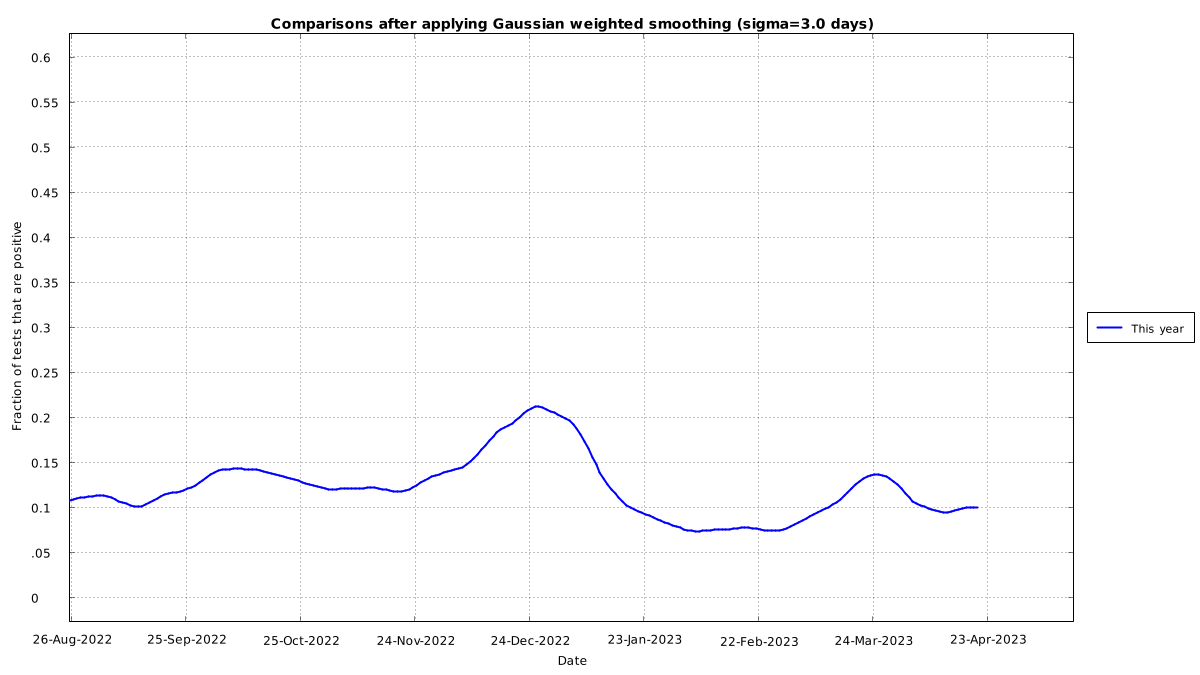 Comparisons after applying Gaussian weighted smoothing (sigma=3.0 days)
Fraction of tests that are positive
0.6
0.55
0.5
0.45
0.4
0.35
0.3
0.25
0.2
0.15
0.1
.05
0
This year
26-Aug-2022 25-Sep-2022 25-Oct-2022 24-Nov-2022 24-Dec-2022 23-Jan-2023 22-Feb-2023 24-Mar-2023 23-Apr-2023
Date